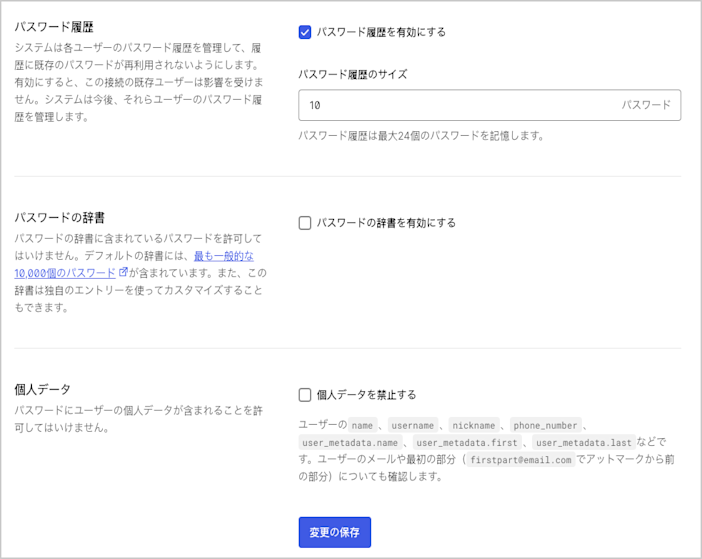 パスワード履歴
システムは各ユーザーのパスワード履歴を管理して、履
歴に既存のパスワードが再利用されないようにします。
有効にすると、この接続の既存ユーザーは影響を受けま
せん。システムは今後、それらユーザーのパスワード履
歴を管理します。
パスワード履歴を有効にする
パスワード履歴のサイズ
10 パスワード
パスワード履歴は最大24個のパスワードを記憶します。
パスワードの辞書
パスワードの辞書に含まれているパスワードを許可して
はいけません。デフォルトの辞書には、最も一般的な
10,000個のパスワードが含まれています。また、この
辞書は独自のエントリーを使ってカスタマイズすること
もできます。
パスワードの辞書を有効にする
個人データ
パスワードにユーザーの個人データが含まれることを許
可してはいけません。
個人データを禁止する
ユーザーの name 、 username 、 nickname 、 phone_number 、
user_metadata.name 、 user_metadata.first 、 user_metadata.last などで
す。ユーザーのメールや最初の部分（ firstpart@email.com でアットマークから前
の部分）についても確認します。
変更の保存